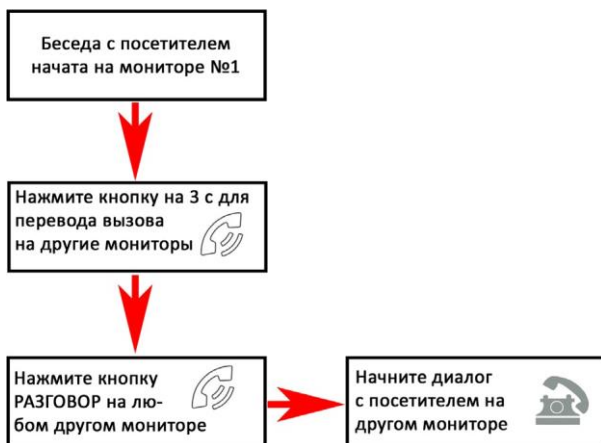 Беседа с посетителем
начата на мониторе №1
Нажмите кнопку на 3 с для
перевода вызова
на другие мониторы
Нажмите кнопку
РАЗГОВОР на лю-
бом другом мониторе
Начните диалог
с посетителем на
другом мониторе